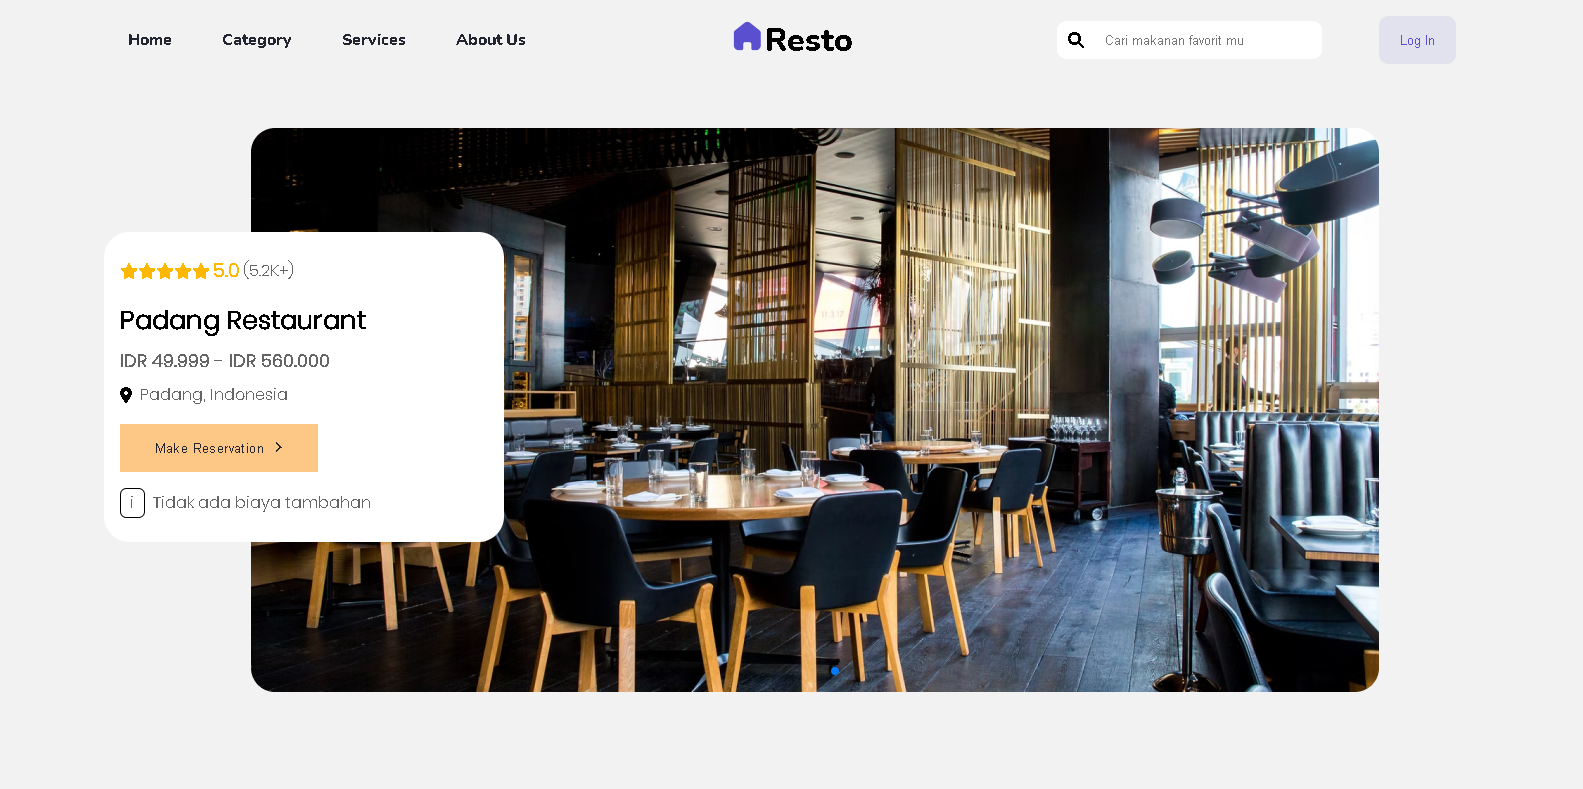 Home Category Services About Us Resto Cari makanan favorit mu Log In
5.0 (5.2K+)
Padang Restaurant
IDR 49.999 - IDR 560.000
Padang, Indonesia
Make Reservation >
i Tidak ada biaya tambahan